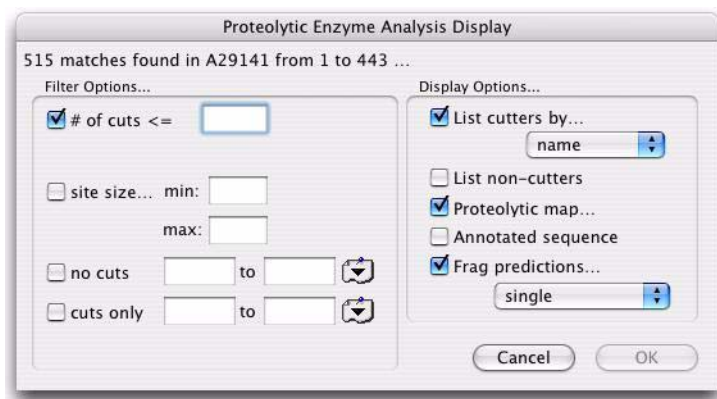 Proteolytic Enzyme Analysis Display
515 matches found in A29141 from 1 to 443 ...
Filter Options...
# of cuts <=
site size... min:
max:
no cuts to
cuts only to
Display Options...
List cutters by...
name
List non-cutters
Proteolytic map...
Annotated sequence
Frag predictions...
single
Cancel OK